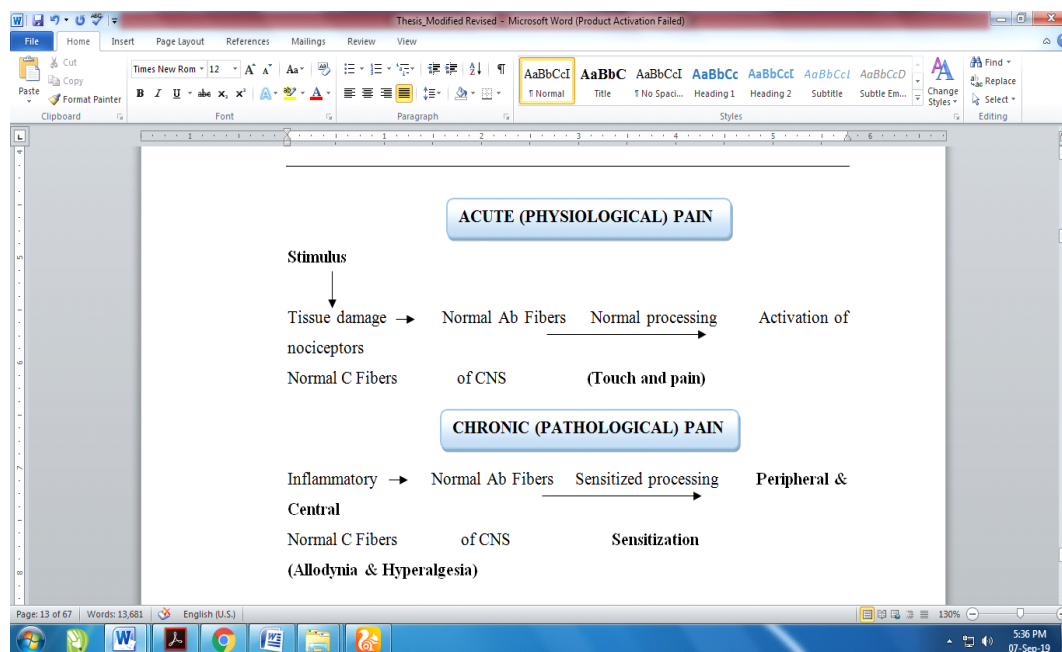 Thesis_Modified Revised - Microsoft Word (Product Activation Failed)
File Home Insert Page Layout References Mailings Review View
Paste
Cut
Copy
Format Painter
Clipboard
Times New Rom 12
Font
Paragraph
AaBbCcI AaBbC AaBbCcI AaBbCc AaBbCcI AaBbCcI AaBbCcD
¶ Normal Title ¶ No Spaci... Heading 1 Heading 2 Subtitle Subtle Em...
Change Styles
Styles
Find
Replace
Select
Editing
ACUTE (PHYSIOLOGICAL) PAIN
Stimulus
Tissue damage Normal Ab Fibers Normal processing Activation of
nociceptors
Normal C Fibers of CNS (Touch and pain)
CHRONIC (PATHOLOGICAL) PAIN
Inflammatory Normal Ab Fibers Sensitized processing Peripheral &
Central
Normal C Fibers of CNS Sensitization
(Allodynia & Hyperalgesia)
Page: 13 of 67 Words: 13,681 English (U.S.) 130%
5:36 PM
07-Sep-19